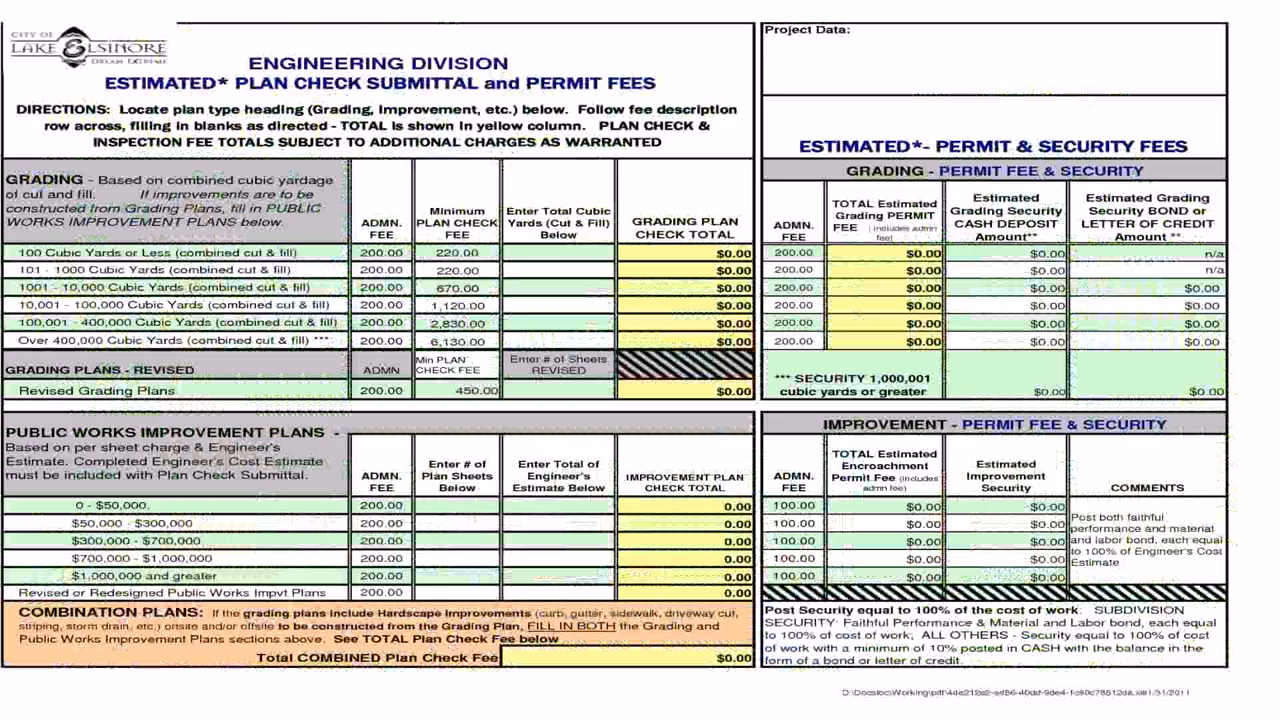 CITY OF
LAKE ELSINORE
DREAM EXTREME
ENGINEERING DIVISION
ESTIMATED* PLAN CHECK SUBMITTAL and PERMIT FEES
DIRECTIONS: Locate plan type heading (Grading, Improvement, etc.) below. Follow fee description
row across, filling in blanks as directed - TOTAL is shown in yellow column. PLAN CHECK &
INSPECTION FEE TOTALS SUBJECT TO ADDITIONAL CHARGES AS WARRANTED
GRADING - Based on combined cubic yardage
of cut and fill. If improvements are to be
constructed from Grading Plans, fill in PUBLIC
WORKS IMPROVEMENT PLANS below.
ADMN.
FEE
Minimum
PLAN CHECK
FEE
Enter Total Cubic
Yards (Cut & Fill)
Below
GRADING PLAN
CHECK TOTAL
100 Cubic Yards or Less (combined cut & fill) 200.00 220.00 $0.00
101 - 1000 Cubic Yards (combined cut & fill) 200.00 220.00 $0.00
1001 - 10,000 Cubic Yards (combined cut & fill) 200.00 670.00 $0.00
10,001 - 100,000 Cubic Yards (combined cut & fill) 200.00 1,120.00 $0.00
100,001 - 400,000 Cubic Yards (combined cut & fill) 200.00 2,830.00 $0.00
Over 400,000 Cubic Yards (combined cut & fill) *** 200.00 6,130.00 $0.00
GRADING PLANS - REVISED
ADMN
Min PLAN
CHECK FEE
Enter # of Sheets
REVISED
Revised Grading Plans 200.00 450.00 $0.00
PUBLIC WORKS IMPROVEMENT PLANS -
Based on per sheet charge & Engineer's
Estimate. Completed Engineer's Cost Estimate
must be included with Plan Check Submittal.
ADMN.
FEE
Enter # of
Plan Sheets
Below
Enter Total of
Engineer's
Estimate Below
IMPROVEMENT PLAN
CHECK TOTAL
0 - $50,000. 200.00 0.00
$50,000 - $300,000 200.00 0.00
$300,000 - $700,000 200.00 0.00
$700,000 - $1,000,000 200.00 0.00
$1,000,000 and greater 200.00 0.00
Revised or Redesigned Public Works Impvt Plans 200.00 0.00
COMBINATION PLANS: If the grading plans include Hardscape Improvements (curb, gutter, sidewalk, driveway cut,
striping, storm drain, etc.) onsite and/or offsite to be constructed from the Grading Plan, FILL IN BOTH the Grading and
Public Works Improvement Plans sections above. See TOTAL Plan Check Fee below
Total COMBINED Plan Check Fee $0.00
Project Data:
ESTIMATED*- PERMIT & SECURITY FEES
GRADING - PERMIT FEE & SECURITY
ADMN.
FEE
TOTAL Estimated
Grading PERMIT
FEE (includes admn
fee)
Estimated
Grading Security
CASH DEPOSIT
Amount**
Estimated Grading
Security BOND or
LETTER OF CREDIT
Amount **
200.00 $0.00 $0.00 n/a
200.00 $0.00 $0.00 n/a
200.00 $0.00 $0.00 $0.00
200.00 $0.00 $0.00 $0.00
200.00 $0.00 $0.00 $0.00
200.00 $0.00 $0.00 $0.00
*** SECURITY 1,000,001
cubic yards or greater $0.00 $0.00
IMPROVEMENT - PERMIT FEE & SECURITY
ADMN.
FEE
TOTAL Estimated
Encroachment
Permit Fee (includes
admn fee)
Estimated
Improvement
Security
COMMENTS
100.00 $0.00 $0.00
100.00 $0.00 $0.00
100.00 $0.00 $0.00
100.00 $0.00 $0.00
100.00 $0.00 $0.00
Post both faithful
performance and material
and labor bond, each equal
to 100% of Engineer's Cost
Estimate
Post Security equal to 100% of the cost of work. SUBDIVISION
SECURITY: Faithful Performance & Material and Labor bond, each equal
to 100% of cost of work; ALL OTHERS - Security equal to 100% of cost
of work with a minimum of 10% posted in CASH with the balance in the
form of a bond or letter of credit.